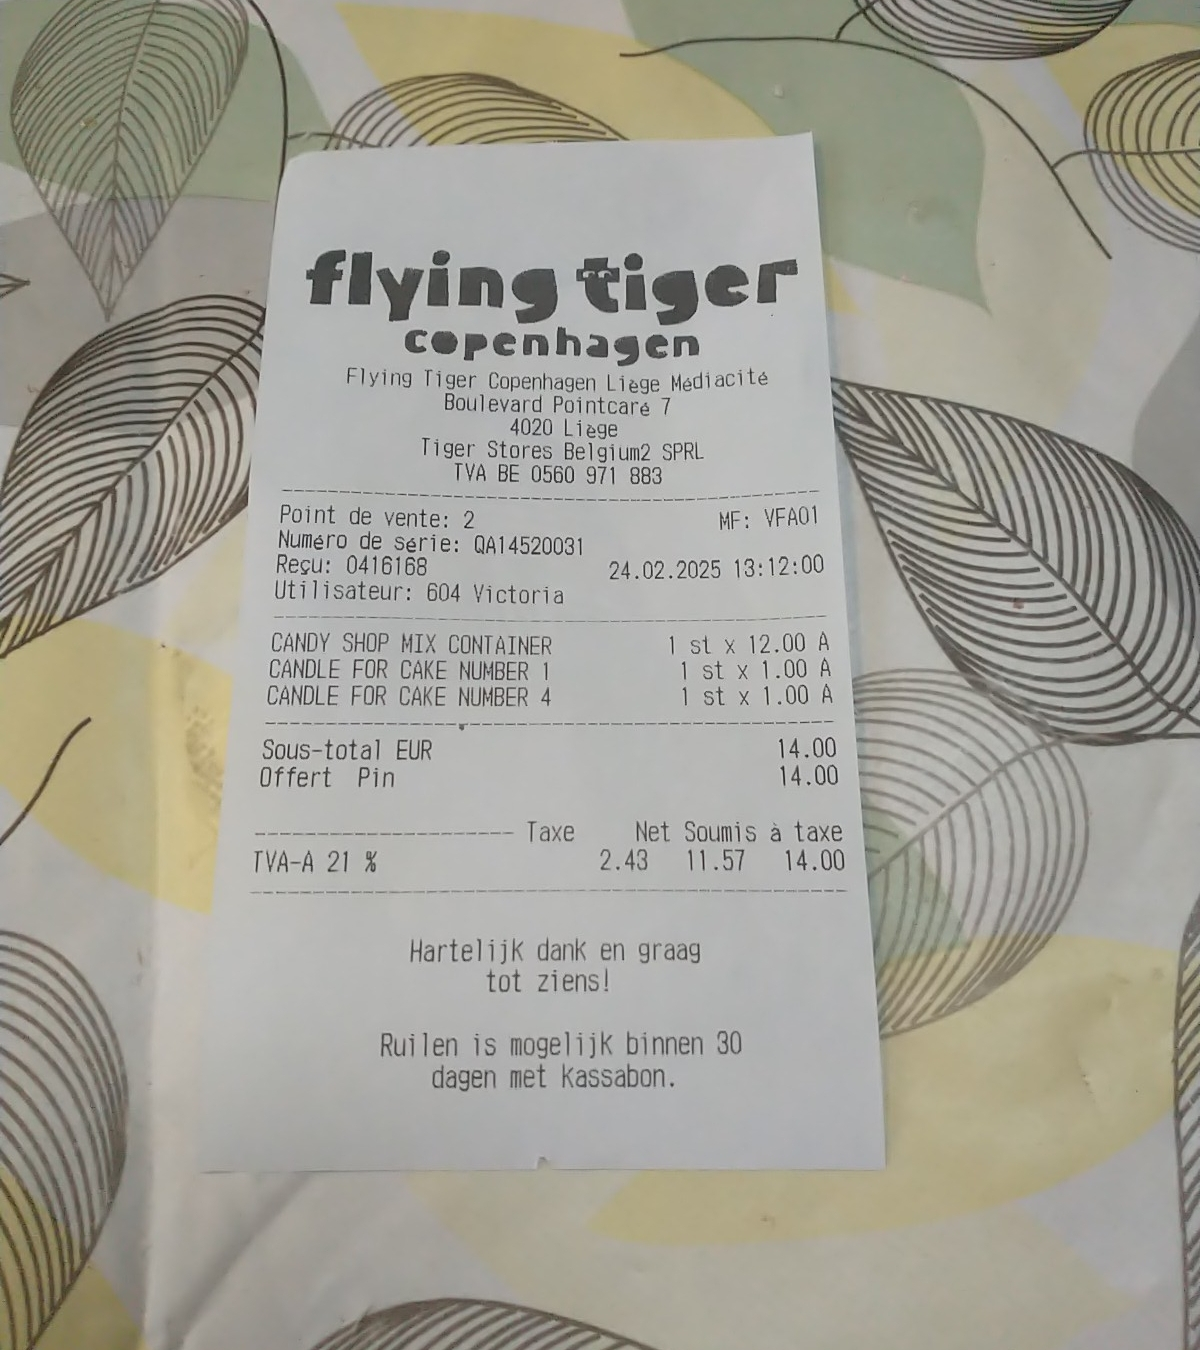 flying tiger
copenhagen
Flying Tiger Copenhagen Liège Médiacité
Boulevard Pointcaré 7
4020 Liège
Tiger Stores Belgium2 SPRL
TVA BE 0560 971 883
Point de vente: 2 MF: VFA01
Numéro de série: QA14520031
Reçu: 0416168 24.02.2025 13:12:00
Utilisateur: 604 Victoria
CANDY SHOP MIX CONTAINER 1 st x 12.00 A
CANDLE FOR CAKE NUMBER 1 1 st x 1.00 A
CANDLE FOR CAKE NUMBER 4 1 st x 1.00 A
Sous-total EUR 14.00
Offert Pin 14.00
Taxe Net Soumis à taxe
TVA-A 21 % 2.43 11.57 14.00
Hartelijk dank en graag
tot ziens!
Ruilen is mogelijk binnen 30
dagen met kassabon.